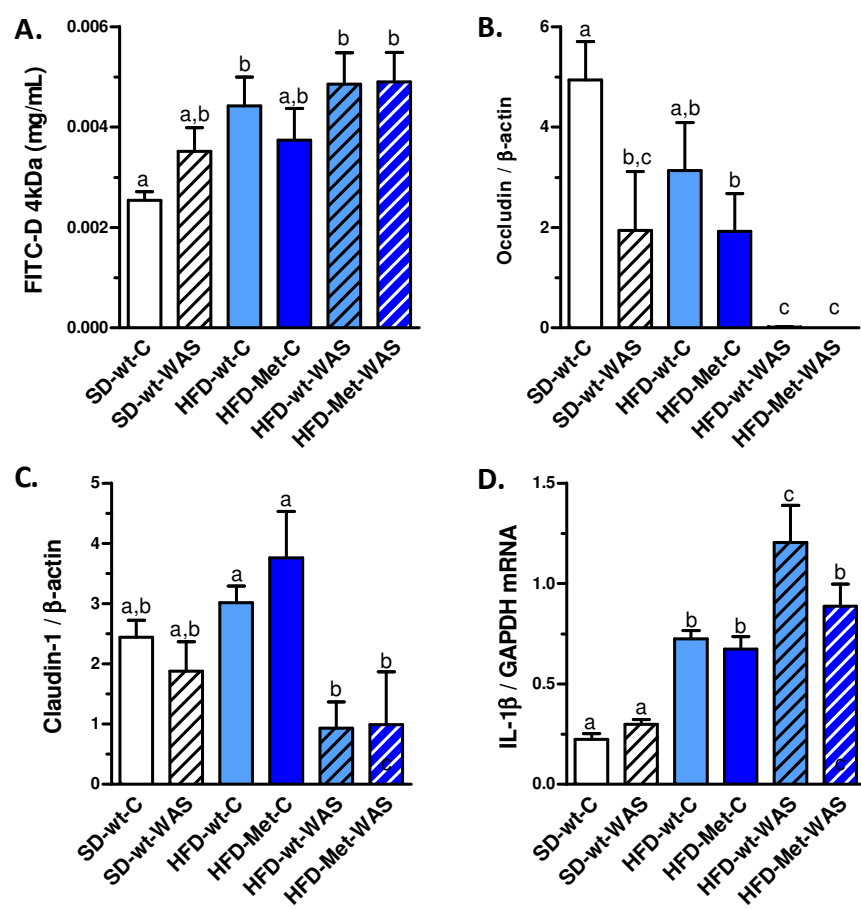 A.
FITC-D 4kDa (mg/mL)
0.006
0.004
0.002
0.000
a
a,b
b
a,b
b
b
SD-wt-C
SD-wt-WAS
HFD-wt-C
HFD-Met-C
HFD-wt-WAS
HFD-Met-WAS
B.
Occludin / β-actin
6
4
2
0
a
b,c
a,b
b
c
c
SD-wt-C
SD-wt-WAS
HFD-wt-C
HFD-Met-C
HFD-wt-WAS
HFD-Met-WAS
C.
Claudin-1 / β-actin
5
4
3
2
1
0
a,b
a,b
a
a
b
b
c
SD-wt-C
SD-wt-WAS
HFD-wt-C
HFD-Met-C
HFD-wt-WAS
HFD-Met-WAS
D.
IL-1β / GAPDH mRNA
1.5
1.0
0.5
0.0
a
a
b
b
c
b
c
SD-wt-C
SD-wt-WAS
HFD-wt-C
HFD-Met-C
HFD-wt-WAS
HFD-Met-WAS